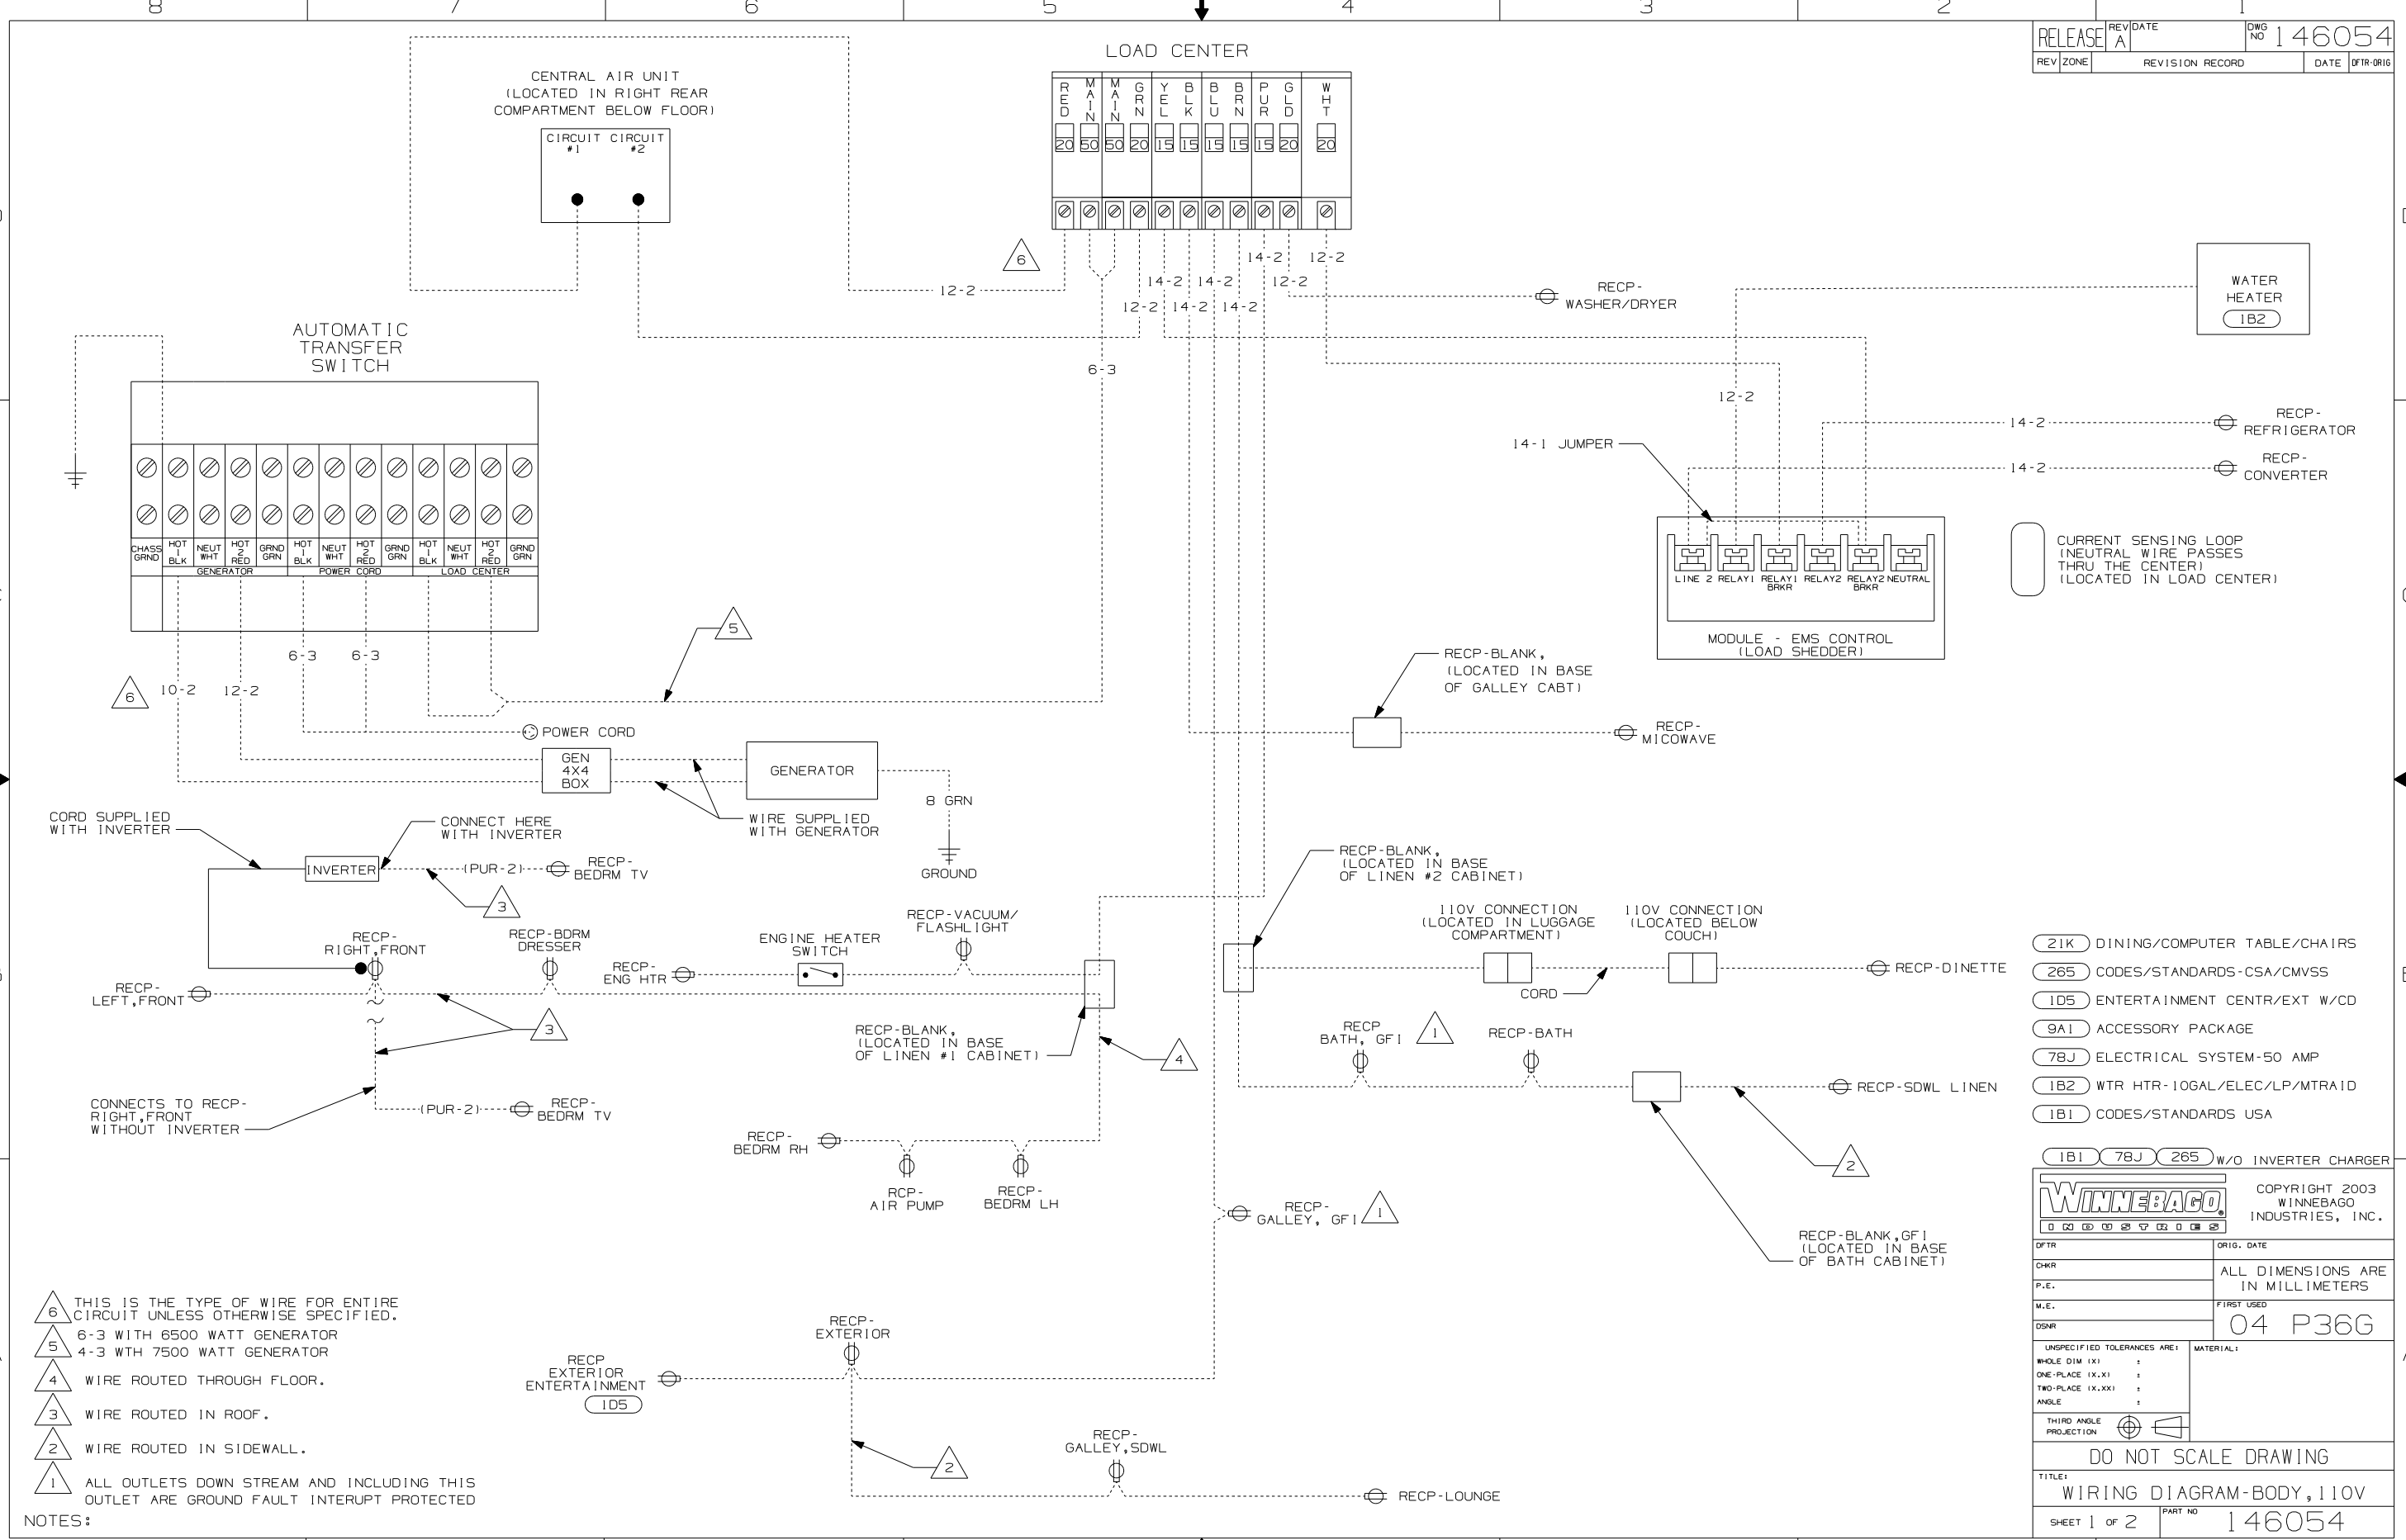 8 7 6 5 4 3 2 1
RELEASE
REV
A
DATE
DWG
NO
146054
REV
ZONE
REVISION RECORD
DATE
DFTR-ORIG
LOAD CENTER
RED MAIN MAIN GRN YEL BLK BLU BRN PUR GLD WHT
20 50 50 20 15 15 15 15 15 20 20
CENTRAL AIR UNIT
(LOCATED IN RIGHT REAR
COMPARTMENT BELOW FLOOR)
CIRCUIT CIRCUIT
#1 #2
6
12-2
14-2 12-2
14-2 14-2 12-2
12-2 14-2 14-2
6-3
RECP-
WASHER/DRYER
WATER
HEATER
1B2
12-2
AUTOMATIC
TRANSFER
SWITCH
CHASS
GRND
HOT
1
BLK
NEUT
WHT
HOT
2
RED
GRND
GRN
HOT
1
BLK
NEUT
WHT
HOT
2
RED
GRND
GRN
HOT
1
BLK
NEUT
WHT
HOT
2
RED
GRND
GRN
GENERATOR
POWER CORD
LOAD CENTER
14-2
RECP-
REFRIGERATOR
14-1 JUMPER
14-2
RECP-
CONVERTER
LINE 2
RELAY1
RELAY1
BRKR
RELAY2
RELAY2
BRKR
NEUTRAL
MODULE - EMS CONTROL
(LOAD SHEDDER)
CURRENT SENSING LOOP
(NEUTRAL WIRE PASSES
THRU THE CENTER)
(LOCATED IN LOAD CENTER)
6-3 6-3
5
6
10-2 12-2
POWER CORD
GEN
4X4
BOX
GENERATOR
8 GRN
GROUND
WIRE SUPPLIED
WITH GENERATOR
RECP-BLANK,
(LOCATED IN BASE
OF GALLEY CABT)
RECP-
MICOWAVE
CORD SUPPLIED
WITH INVERTER
CONNECT HERE
WITH INVERTER
INVERTER
(PUR-2)
RECP-
BEDRM TV
3
RECP-
RIGHT,FRONT
RECP-BDRM
DRESSER
RECP-
LEFT,FRONT
3
RECP-
ENG HTR
ENGINE HEATER
SWITCH
RECP-VACUUM/
FLASHLIGHT
RECP-BLANK,
(LOCATED IN BASE
OF LINEN #1 CABINET)
4
CONNECTS TO RECP-
RIGHT,FRONT
WITHOUT INVERTER
(PUR-2)
RECP-
BEDRM TV
RECP-
BEDRM RH
RCP-
AIR PUMP
RECP-
BEDRM LH
RECP-BLANK,
(LOCATED IN BASE
OF LINEN #2 CABINET)
110V CONNECTION
(LOCATED IN LUGGAGE
COMPARTMENT)
110V CONNECTION
(LOCATED BELOW
COUCH)
CORD
RECP-DINETTE
RECP
BATH, GFI
1
RECP-BATH
RECP-SDWL LINEN
2
RECP-
GALLEY, GFI
1
RECP-BLANK,GFI
(LOCATED IN BASE
OF BATH CABINET)
RECP-
EXTERIOR
RECP
EXTERIOR
ENTERTAINMENT
1D5
2
RECP-
GALLEY,SDWL
RECP-LOUNGE
21K DINING/COMPUTER TABLE/CHAIRS
265 CODES/STANDARDS-CSA/CMVSS
1D5 ENTERTAINMENT CENTR/EXT W/CD
9A1 ACCESSORY PACKAGE
78J ELECTRICAL SYSTEM-50 AMP
1B2 WTR HTR-10GAL/ELEC/LP/MTRAID
1B1 CODES/STANDARDS USA
1B1 78J 265 W/O INVERTER CHARGER
WINNEBAGO
INDUSTRIES
COPYRIGHT 2003
WINNEBAGO
INDUSTRIES, INC.
DFTR
ORIG. DATE
CHKR
P.E.
ALL DIMENSIONS ARE
IN MILLIMETERS
M.E.
DSNR
FIRST USED
04 P36G
UNSPECIFIED TOLERANCES ARE:
WHOLE DIM (X) :
ONE-PLACE (X.X) :
TWO-PLACE (X.XX) :
ANGLE :
MATERIAL:
THIRD ANGLE
PROJECTION
DO NOT SCALE DRAWING
TITLE:
WIRING DIAGRAM-BODY,110V
SHEET 1 OF 2
PART NO
146054
6 THIS IS THE TYPE OF WIRE FOR ENTIRE
CIRCUIT UNLESS OTHERWISE SPECIFIED.
5 6-3 WITH 6500 WATT GENERATOR
4-3 WTH 7500 WATT GENERATOR
4 WIRE ROUTED THROUGH FLOOR.
3 WIRE ROUTED IN ROOF.
2 WIRE ROUTED IN SIDEWALL.
1 ALL OUTLETS DOWN STREAM AND INCLUDING THIS
OUTLET ARE GROUND FAULT INTERUPT PROTECTED
NOTES: